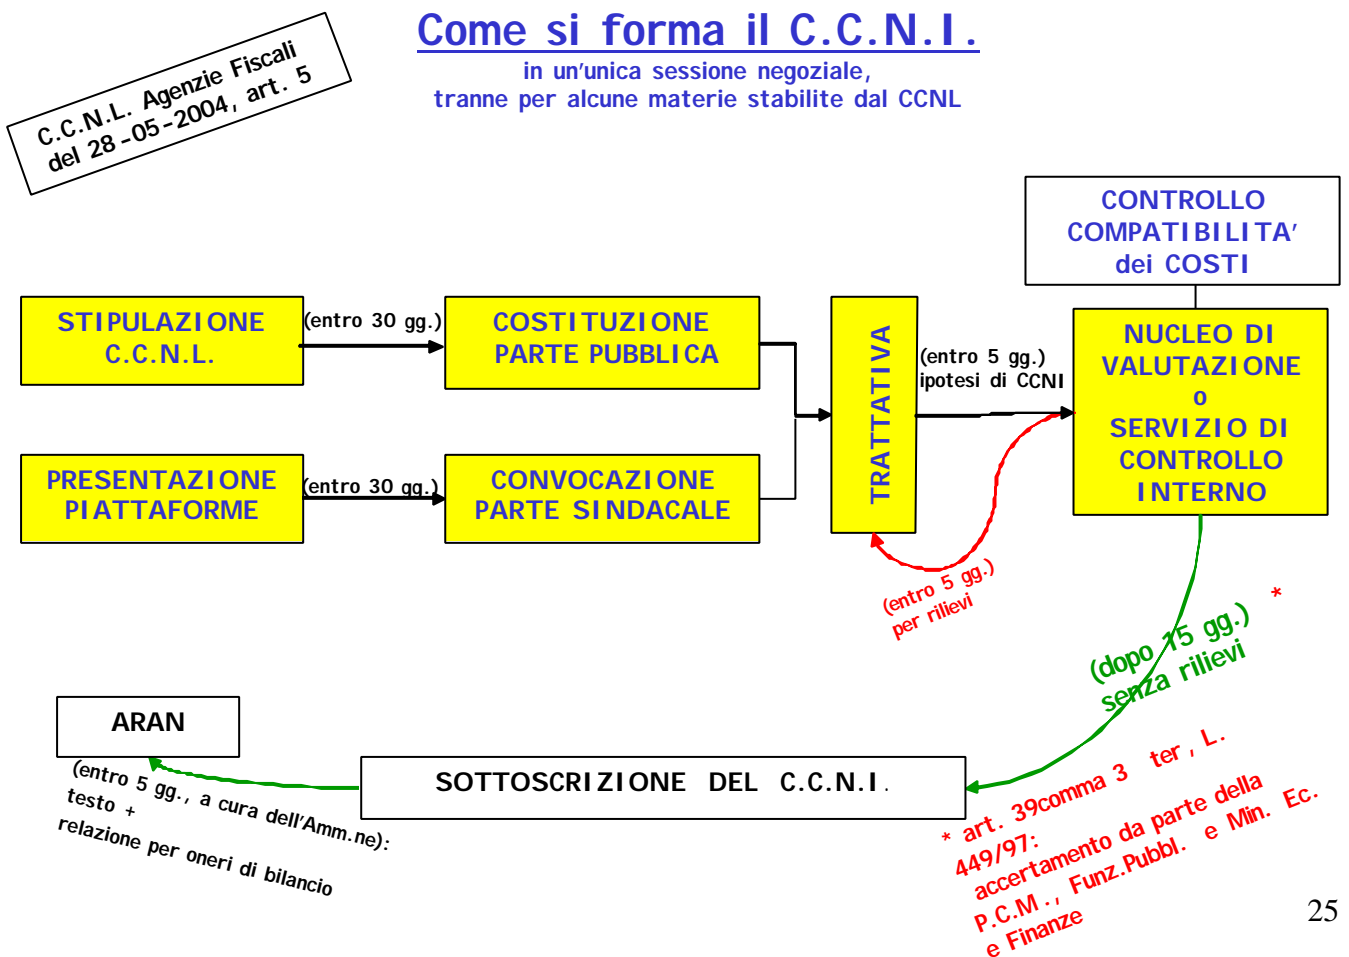 Come si forma il C.C.N.I.
in un'unica sessione negoziale,
tranne per alcune materie stabilite dal CCNL
C.C.N.L. Agenzie Fiscali
del 28-05-2004, art. 5
CONTROLLO
COMPATIBILITA'
dei COSTI
STIPULAZIONE
C.C.N.L.
(entro 30 gg.)
COSTITUZIONE
PARTE PUBBLICA
TRATTATIVA
(entro 5 gg.)
ipotesi di CCNI
NUCLEO DI
VALUTAZIONE
o
SERVIZIO DI
CONTROLLO
INTERNO
PRESENTAZIONE
PIATTAFORME
(entro 30 gg.)
CONVOCAZIONE
PARTE SINDACALE
(entro 5 gg.)
per rilievi
(dopo 15 gg.) *
senza rilievi
ARAN
(entro 5 gg., a cura dell'Amm.ne):
testo +
relazione per oneri di bilancio
SOTTOSCRIZIONE DEL C.C.N.I.
* art. 39comma 3 ter, L.
449/97:
accertamento da parte della
P.C.M., Funz.Pubbl. e Min. Ec.
e Finanze
25